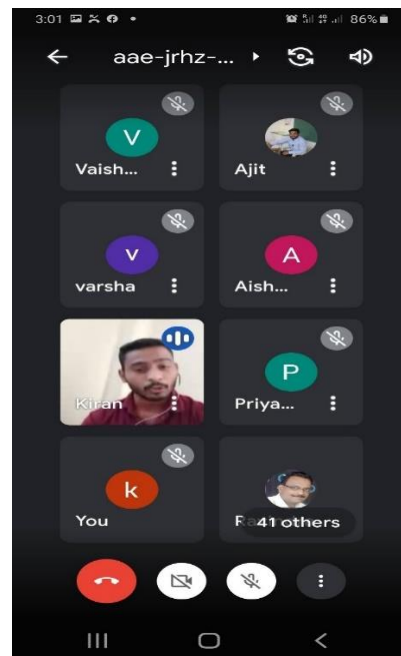 3:01 86%
aae-jrhz-...
V
Vaish... Ajit
v A
varsha Aish...
P
Kiran Priya...
k
You 41 others